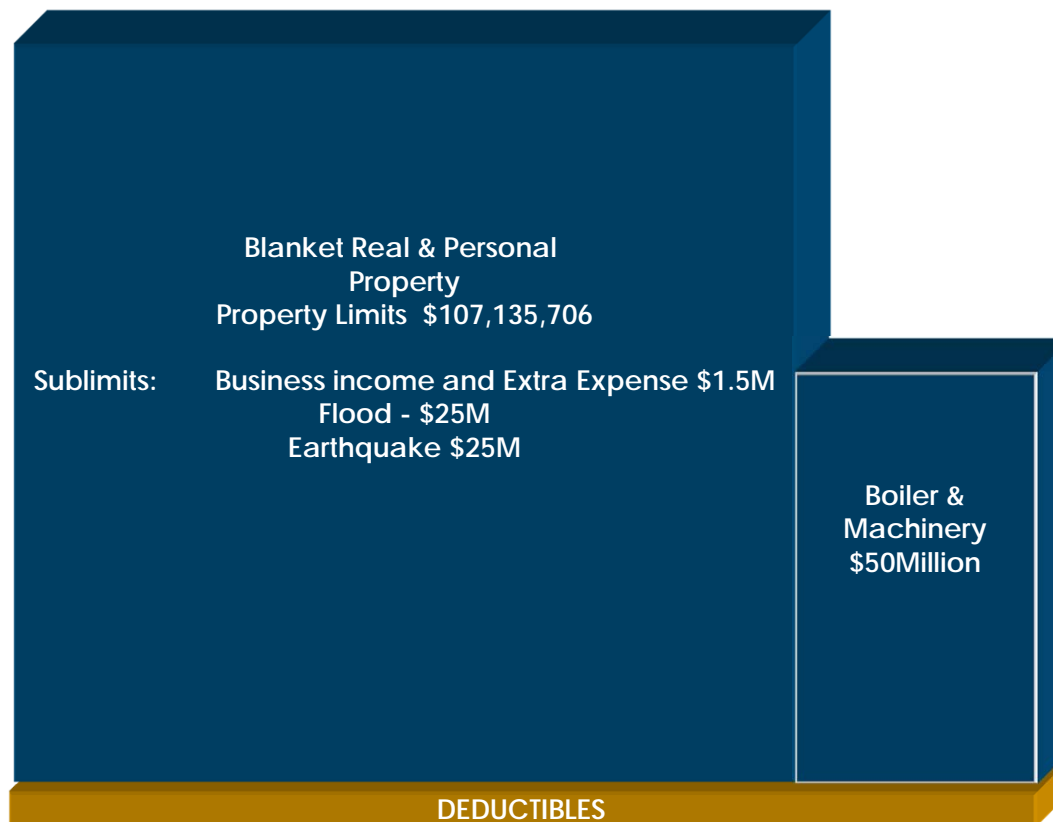 Blanket Real & Personal
Property
Property Limits $107,135,706
Sublimits: Business income and Extra Expense $1.5M
Flood - $25M
Earthquake $25M
Boiler &
Machinery
$50Million
DEDUCTIBLES